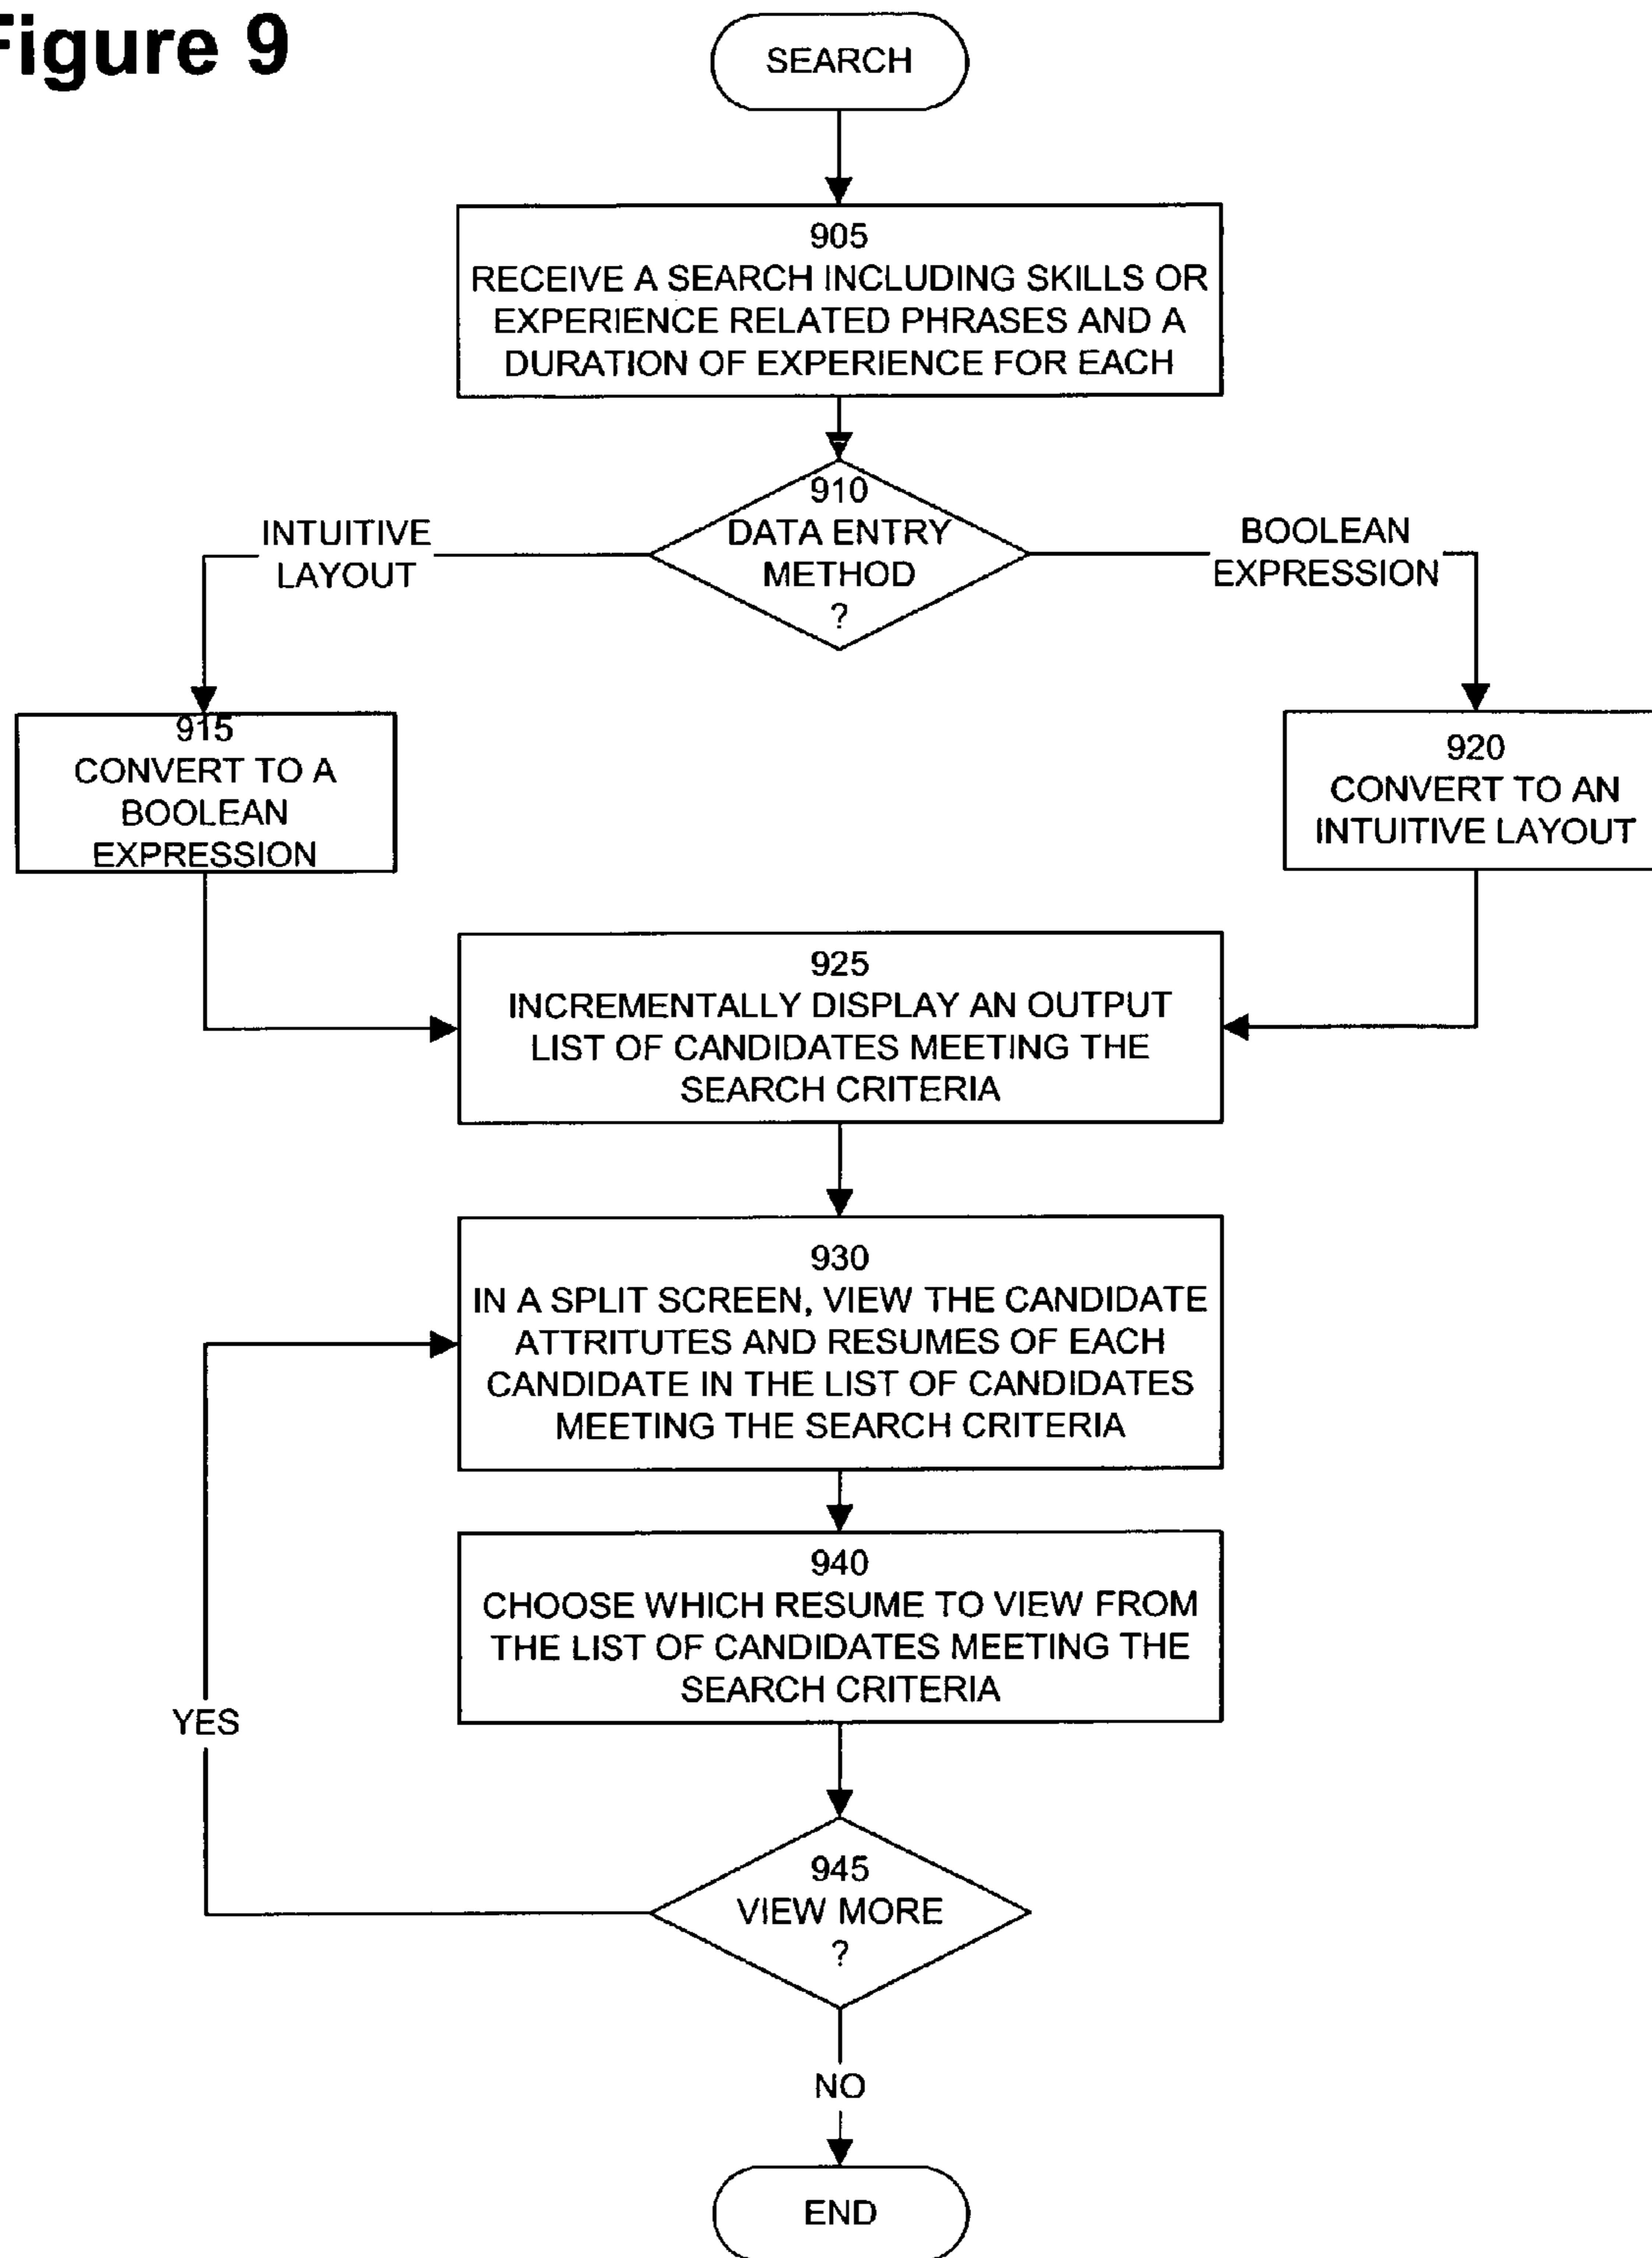 Figure 9
SEARCH
905
RECEIVE A SEARCH INCLUDING SKILLS OR
EXPERIENCE RELATED PHRASES AND A
DURATION OF EXPERIENCE FOR EACH
910
DATA ENTRY
METHOD
?
INTUITIVE
LAYOUT
BOOLEAN
EXPRESSION
915
CONVERT TO A
BOOLEAN
EXPRESSION
920
CONVERT TO AN
INTUITIVE LAYOUT
925
INCREMENTALLY DISPLAY AN OUTPUT
LIST OF CANDIDATES MEETING THE
SEARCH CRITERIA
930
IN A SPLIT SCREEN, VIEW THE CANDIDATE
ATTRITUTES AND RESUMES OF EACH
CANDIDATE IN THE LIST OF CANDIDATES
MEETING THE SEARCH CRITERIA
940
CHOOSE WHICH RESUME TO VIEW FROM
THE LIST OF CANDIDATES MEETING THE
SEARCH CRITERIA
YES
945
VIEW MORE
?
NO
END